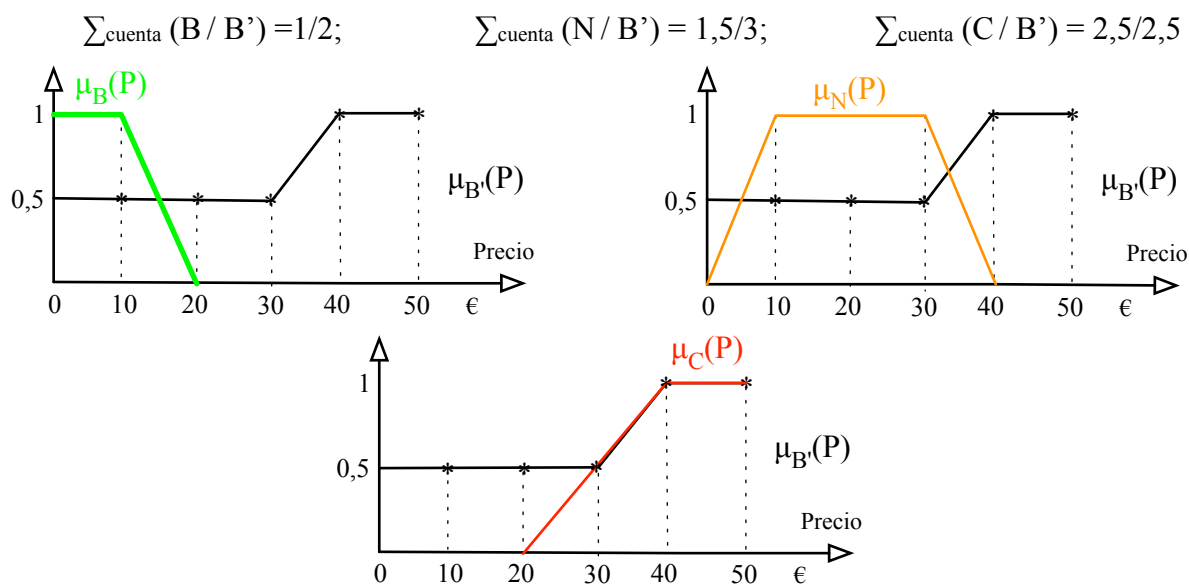 ∑cuenta (B / B’) =1/2; ∑cuenta (N / B’) = 1,5/3; ∑cuenta (C / B’) = 2,5/2,5
μB(P)
1
0,5
μB'(P)
Precio
0 10 20 30 40 50 €
μN(P)
1
0,5
μB'(P)
Precio
0 10 20 30 40 50 €
μC(P)
1
0,5
μB'(P)
Precio
0 10 20 30 40 50 €